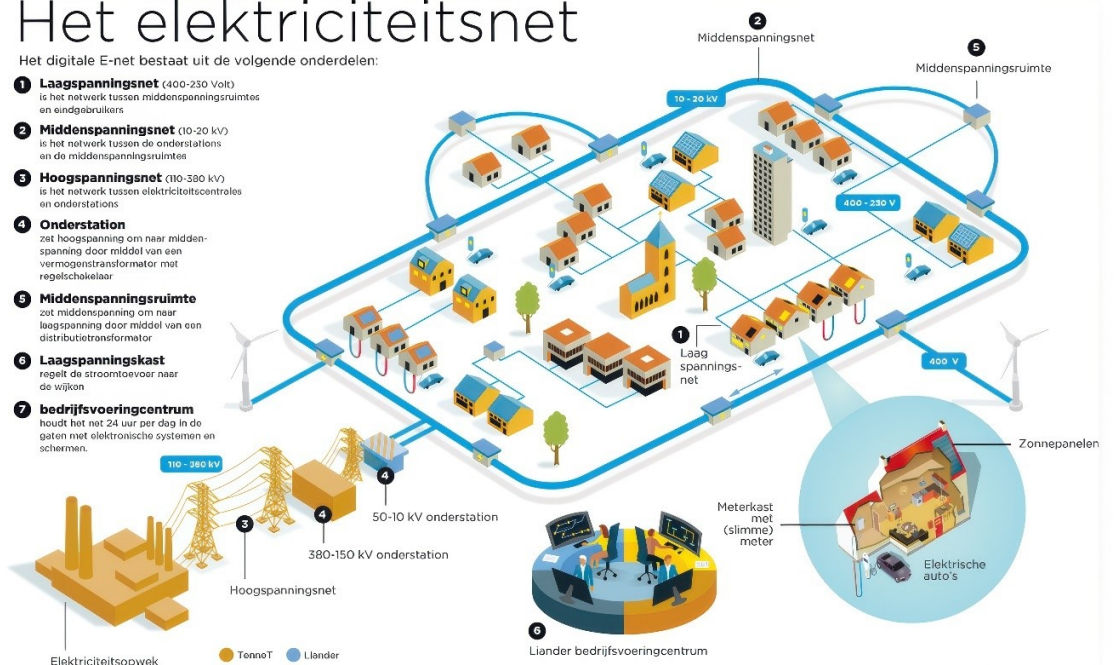 Het elektriciteitsnet
Het digitale E-net bestaat uit de volgende onderdelen:
1 Laagspanningsnet (400-230 Volt)
is het netwerk tussen middenspanningsruimtes
en eindgebruikers
2 Middenspanningsnet (10-20 kV)
is het netwerk tussen de onderstations
en de middenspanningsruimtes
3 Hoogspanningsnet (110-380 kV)
is het netwerk tussen elektriciteitscentrales
en onderstations
4 Onderstation
zet hoogspanning om naar midden-
spanning door middel van een
vermogenstransformator met
regelschakelaar
5 Middenspanningsruimte
zet middenspanning om naar
laagspanning door middel van een
distributietransformator
6 Laagspanningskast
regelt de stroomtoevoer naar
de wijken
7 bedrijfsvoeringcentrum
houdt het net 24 uur per dag in de
gaten met elektronische systemen en
schermen.
2
Middenspanningsnet
5
Middenspanningsruimte
10 - 20 kV
400 - 230 V
1
Laag
spannings-
net
400 V
110 - 380 kV
4
50-10 kV onderstation
4
380-150 kV onderstation
3
Hoogspanningsnet
Elektriciteitsopwek
TenneT
Liander
6
Liander bedrijfsvoeringcentrum
Zonnepanelen
Meterkast
met
(slimme)
meter
Elektrische
auto's